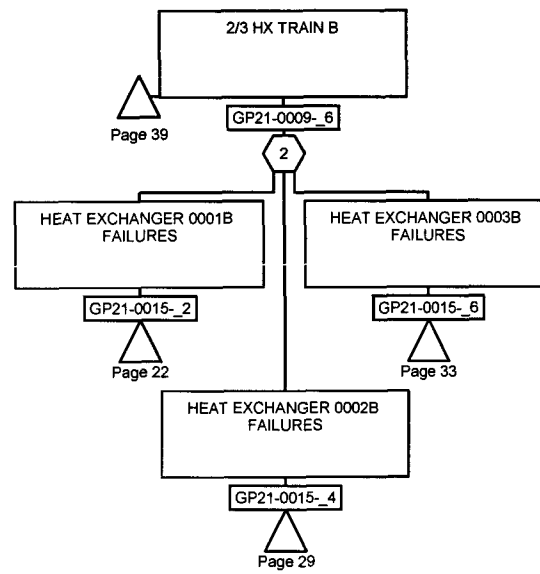 2/3 HX TRAIN B
Page 39
GP21-0009-_6
2
HEAT EXCHANGER 0001B
FAILURES
GP21-0015-_2
Page 22
HEAT EXCHANGER 0003B
FAILURES
GP21-0015-_6
Page 33
HEAT EXCHANGER 0002B
FAILURES
GP21-0015-_4
Page 29